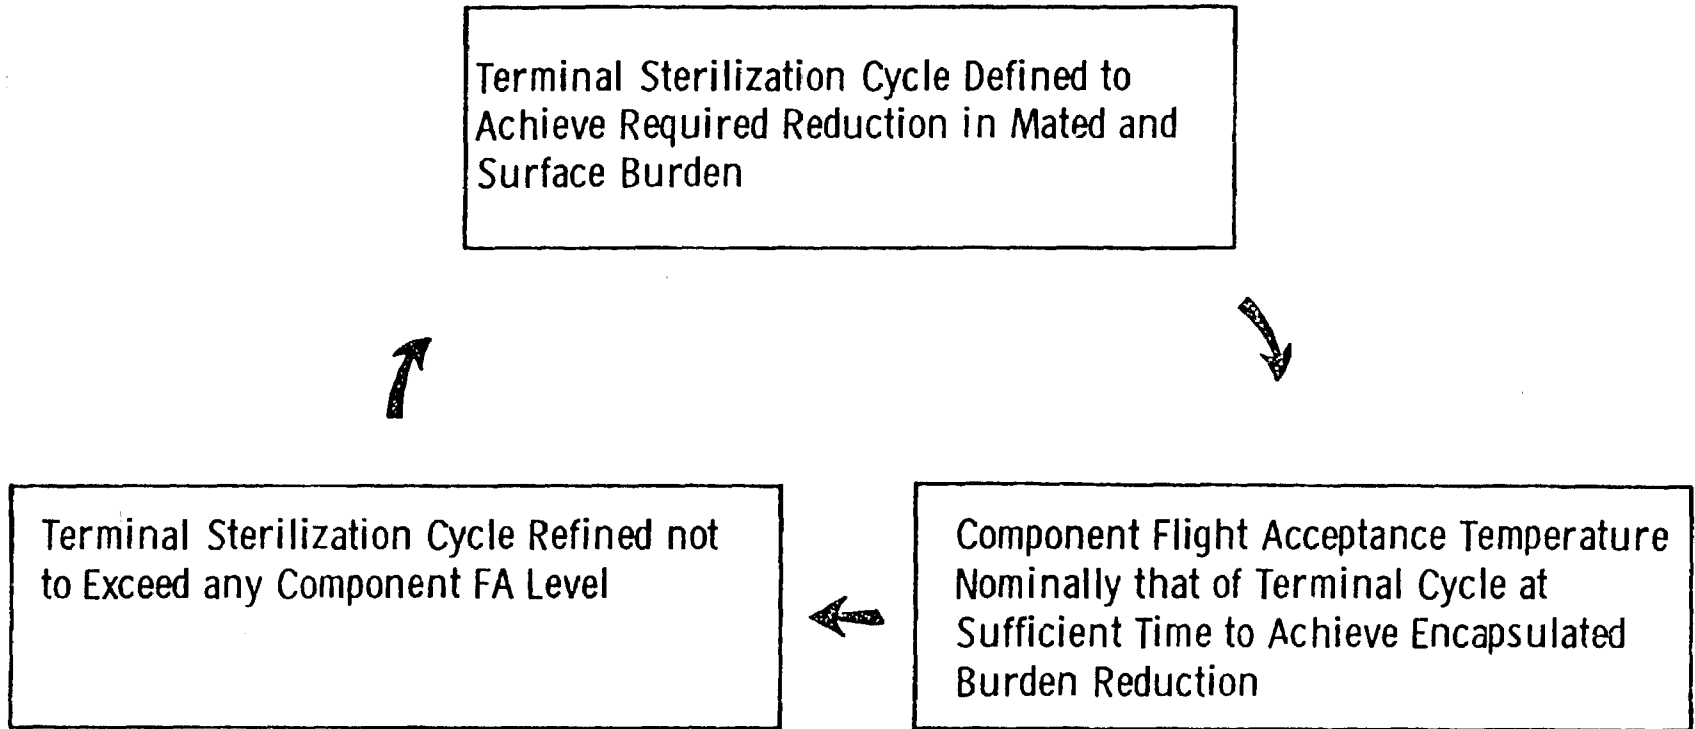 Terminal Sterilization Cycle Defined to
Achieve Required Reduction in Mated and
Surface Burden
Terminal Sterilization Cycle Refined not
to Exceed any Component FA Level
Component Flight Acceptance Temperature
Nominally that of Terminal Cycle at
Sufficient Time to Achieve Encapsulated
Burden Reduction